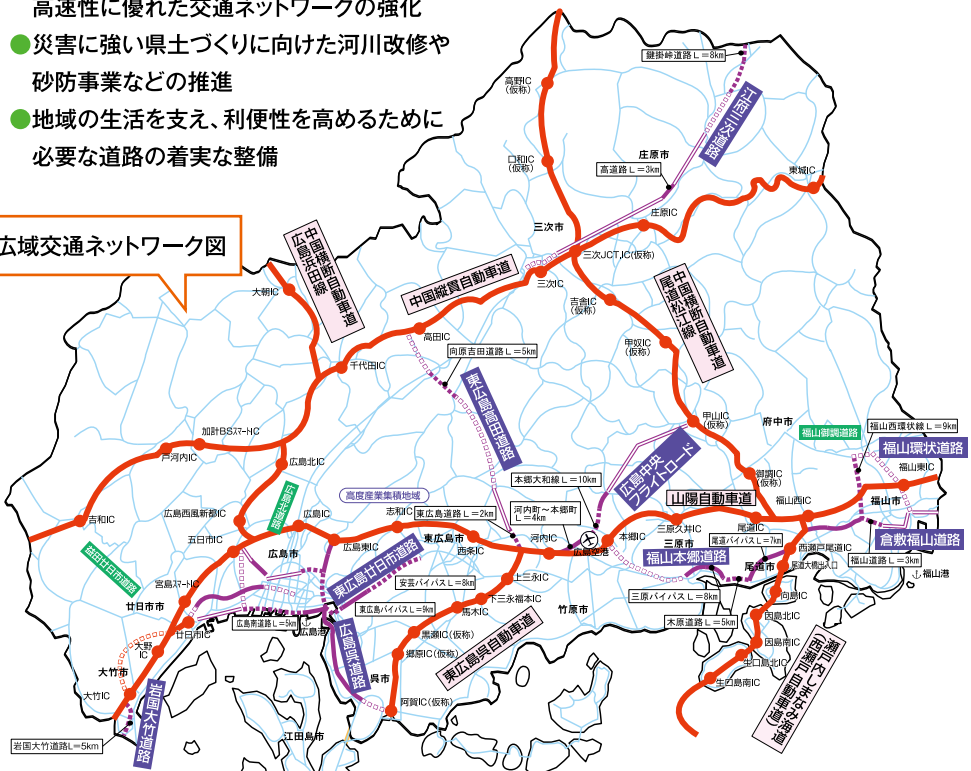 高速性に優れた交通ネットワークの強化
●災害に強い県土づくりに向けた河川改修や
砂防事業などの推進
●地域の生活を支え、利便性を高めるために
必要な道路の着実な整備
広域交通ネットワーク図
鍵掛峠道路L=8km
高野IC
(仮称)
江府三次道路
口和IC
(仮称)
庄原市
高道路L=3km
東城IC
庄原IC
三次市
三次JCT,IC(仮称)
三次IC
中国横断自動車道
広島浜田線
大朝IC
中国縦貫自動車道
吉舎IC
(仮称)
中国横断自動車道
尾道松江線
高田IC
向原吉田道路L=5km
甲奴IC
(仮称)
千代田IC
東広島高田道路
甲山IC
(仮称)
府中市
福山西環状線L=9km
福山御調道路
福山環状道路
加計BSスマートIC
戸河内IC
広島北IC
広島中央
フライトロード
本郷大和線L=10km
御調IC
(仮称)
福山東IC
高度産業集積地域
山陽自動車道
福山市
吉和IC
広島西風新都IC
広島北道路
広島IC
志和IC
東広島道路L=2km
河内町~本郷町
L=4km
福山西IC
五日市IC
広島市
広島東IC
東広島市
西条IC
河内IC
広島空港
本郷IC
三原久井IC
尾道IC
三原市
尾道バイパスL=7km
西瀬戸尾道IC
倉敷福山道路
益田廿日市道路
東広島廿日市道路
福山本郷道路
尾道市
尾道大橋出入口
福山道路L=3km
福山港
宮島スマートIC
安芸バイパスL=8km
上三永IC
向島IC
廿日市市
東広島バイパスL=9km
下三永福本IC
竹原市
三原バイパスL=8km
木原道路L=5km
因島北IC
廿日市IC
広島南道路L=5km
広島港
馬木IC
大野
IC
広島呉道路
黒瀬IC(仮称)
東広島呉自動車道
因島南IC
郷原IC(仮称)
生口島北IC
瀬戸内しまなみ海道
(西瀬戸自動車道)
大竹市
呉市
大竹IC
生口島南IC
岩国大竹道路
阿賀IC(仮称)
江田島市
岩国大竹道路L=5km